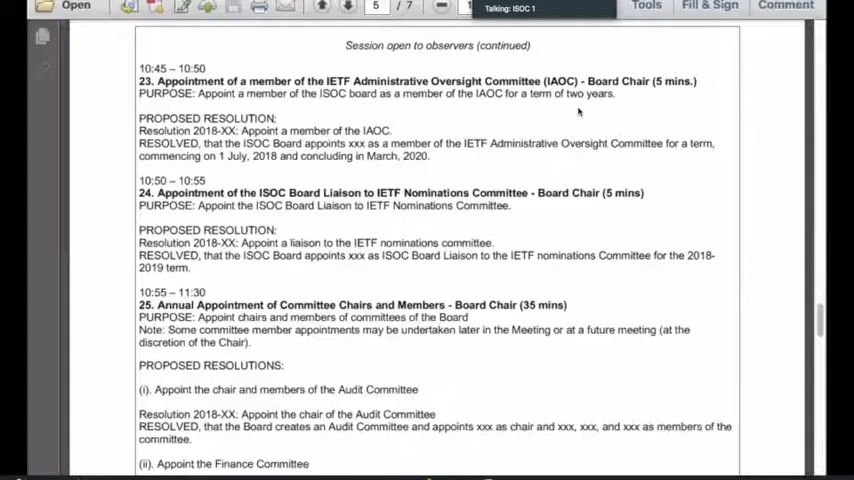 Open
5 / 7
Talking: ISOC 1
Tools
Fill & Sign
Comment
Session open to observers (continued)
10:45 – 10:50
23. Appointment of a member of the IETF Administrative Oversight Committee (IAOC) - Board Chair (5 mins.)
PURPOSE: Appoint a member of the ISOC board as a member of the IAOC for a term of two years.
PROPOSED RESOLUTION:
Resolution 2018-XX: Appoint a member of the IAOC.
RESOLVED, that the ISOC Board appoints xxx as a member of the IETF Administrative Oversight Committee for a term,
commencing on 1 July, 2018 and concluding in March, 2020.
10:50 – 10:55
24. Appointment of the ISOC Board Liaison to IETF Nominations Committee - Board Chair (5 mins)
PURPOSE: Appoint the ISOC Board Liaison to IETF Nominations Committee.
PROPOSED RESOLUTION:
Resolution 2018-XX: Appoint a liaison to the IETF nominations committee.
RESOLVED, that the ISOC Board appoints xxx as ISOC Board Liaison to the IETF nominations Committee for the 2018-
2019 term.
10:55 – 11:30
25. Annual Appointment of Committee Chairs and Members - Board Chair (35 mins)
PURPOSE: Appoint chairs and members of committees of the Board
Note: Some committee member appointments may be undertaken later in the Meeting or at a future meeting (at the
discretion of the Chair).
PROPOSED RESOLUTIONS:
(i). Appoint the chair and members of the Audit Committee
Resolution 2018-XX: Appoint the chair of the Audit Committee
RESOLVED, that the Board creates an Audit Committee and appoints xxx as chair and xxx, xxx, and xxx as members of the
committee.
(ii). Appoint the Finance Committee